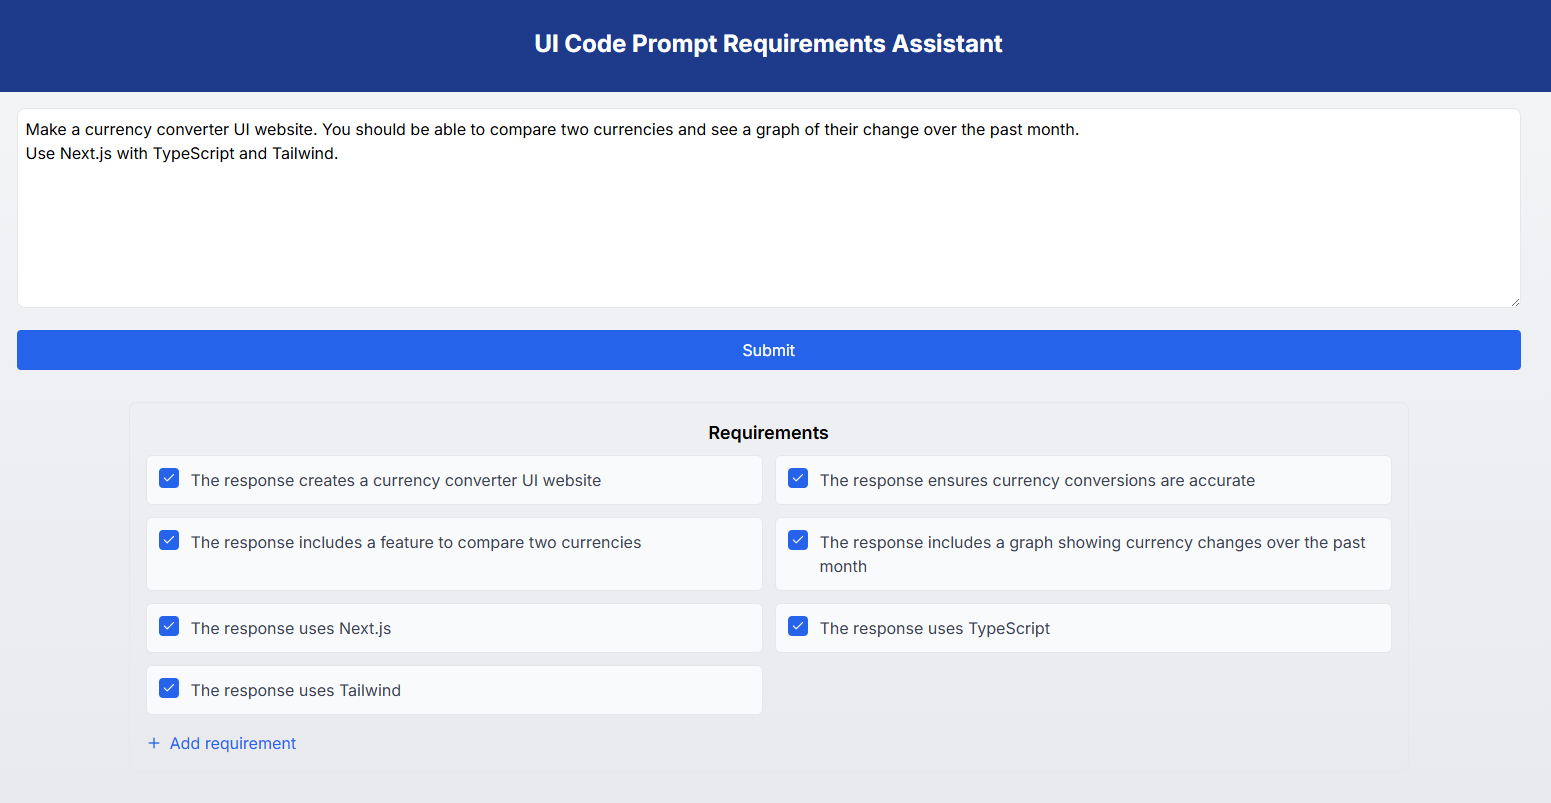 UI Code Prompt Requirements Assistant
Make a currency converter UI website. You should be able to compare two currencies and see a graph of their change over the past month.
Use Next.js with TypeScript and Tailwind.
Submit
Requirements
The response creates a currency converter UI website
The response ensures currency conversions are accurate
The response includes a feature to compare two currencies
The response includes a graph showing currency changes over the past
month
The response uses Next.js
The response uses TypeScript
The response uses Tailwind
+ Add requirement